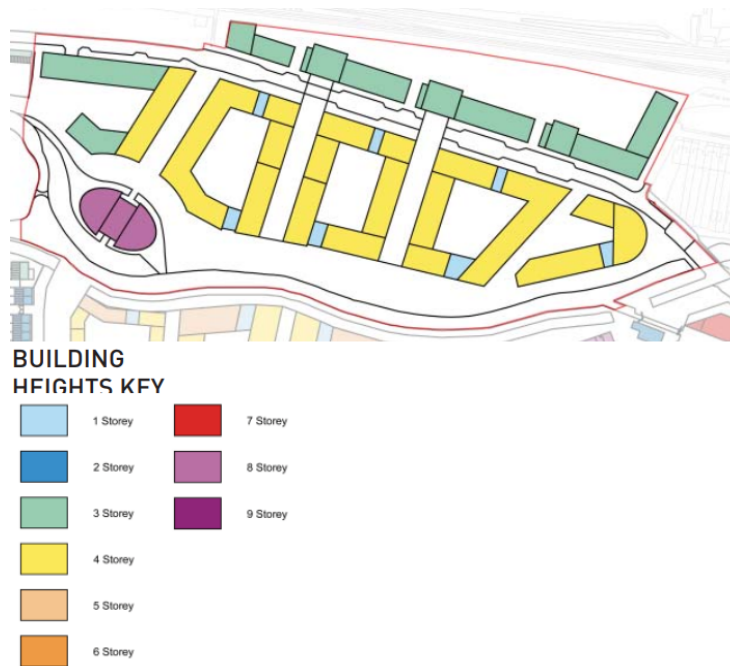 BUILDING
HEIGHTS KEY
1 Storey
2 Storey
3 Storey
4 Storey
5 Storey
6 Storey
7 Storey
8 Storey
9 Storey